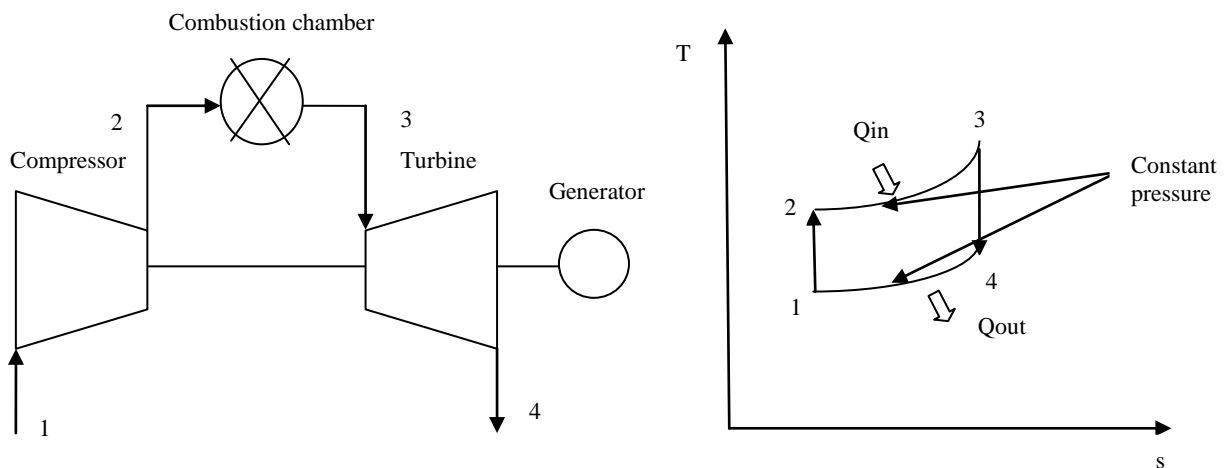 Combustion chamber
2
3
Compressor
Turbine
Generator
1
4
T
Qin
3
Constant
pressure
2
1
4
Qout
s